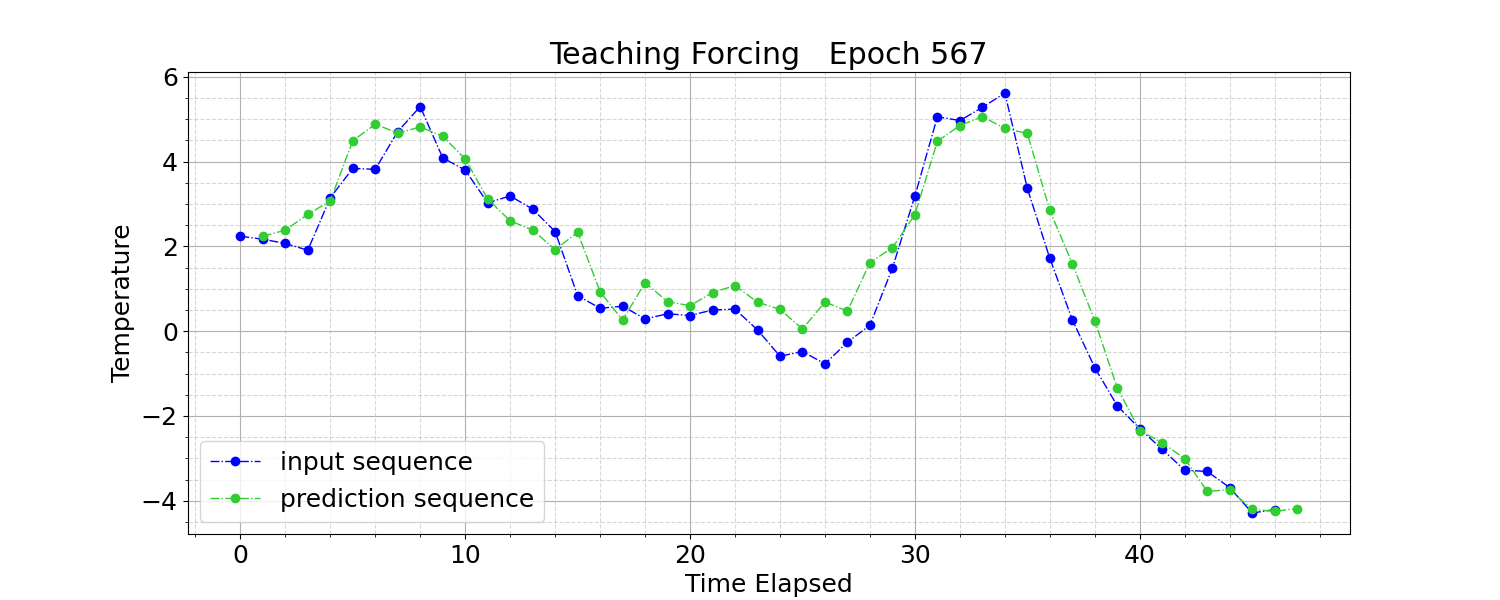 Teaching Forcing   Epoch 567
6
4
2
0
−2
−4
Temperature
input sequence
prediction sequence
0 10 20 30 40
Time Elapsed